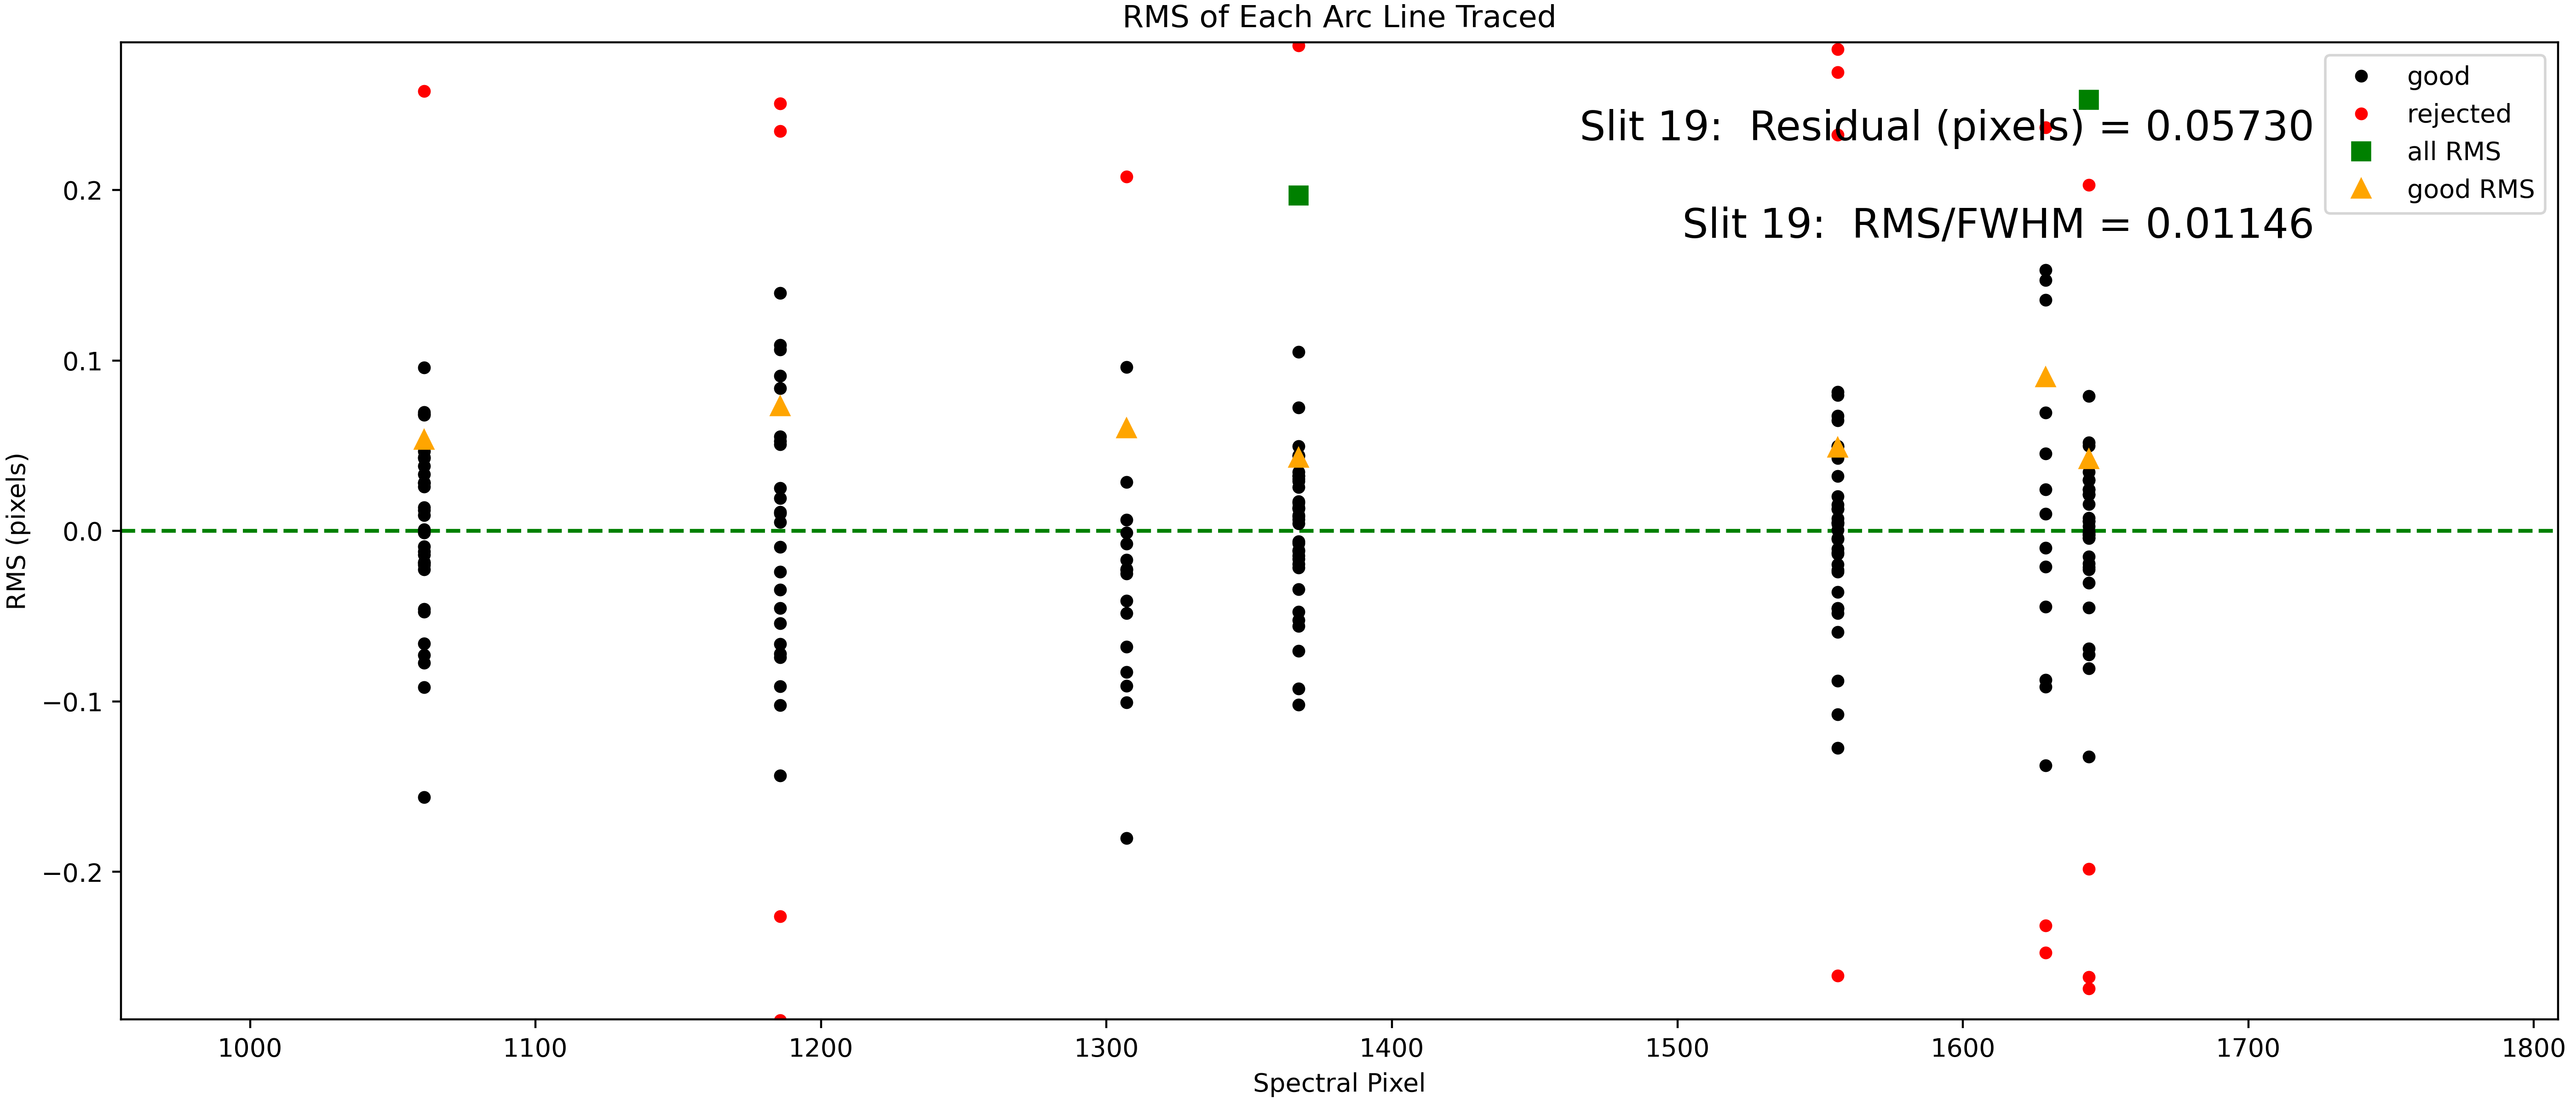 RMS of Each Arc Line Traced
good
rejected
all RMS
good RMS
Slit 19:  Residual (pixels) = 0.05730
Slit 19:  RMS/FWHM = 0.01146
RMS (pixels)
0.2
0.1
0.0
−0.1
−0.2
1000 1100 1200 1300 1400 1500 1600 1700 1800
Spectral Pixel